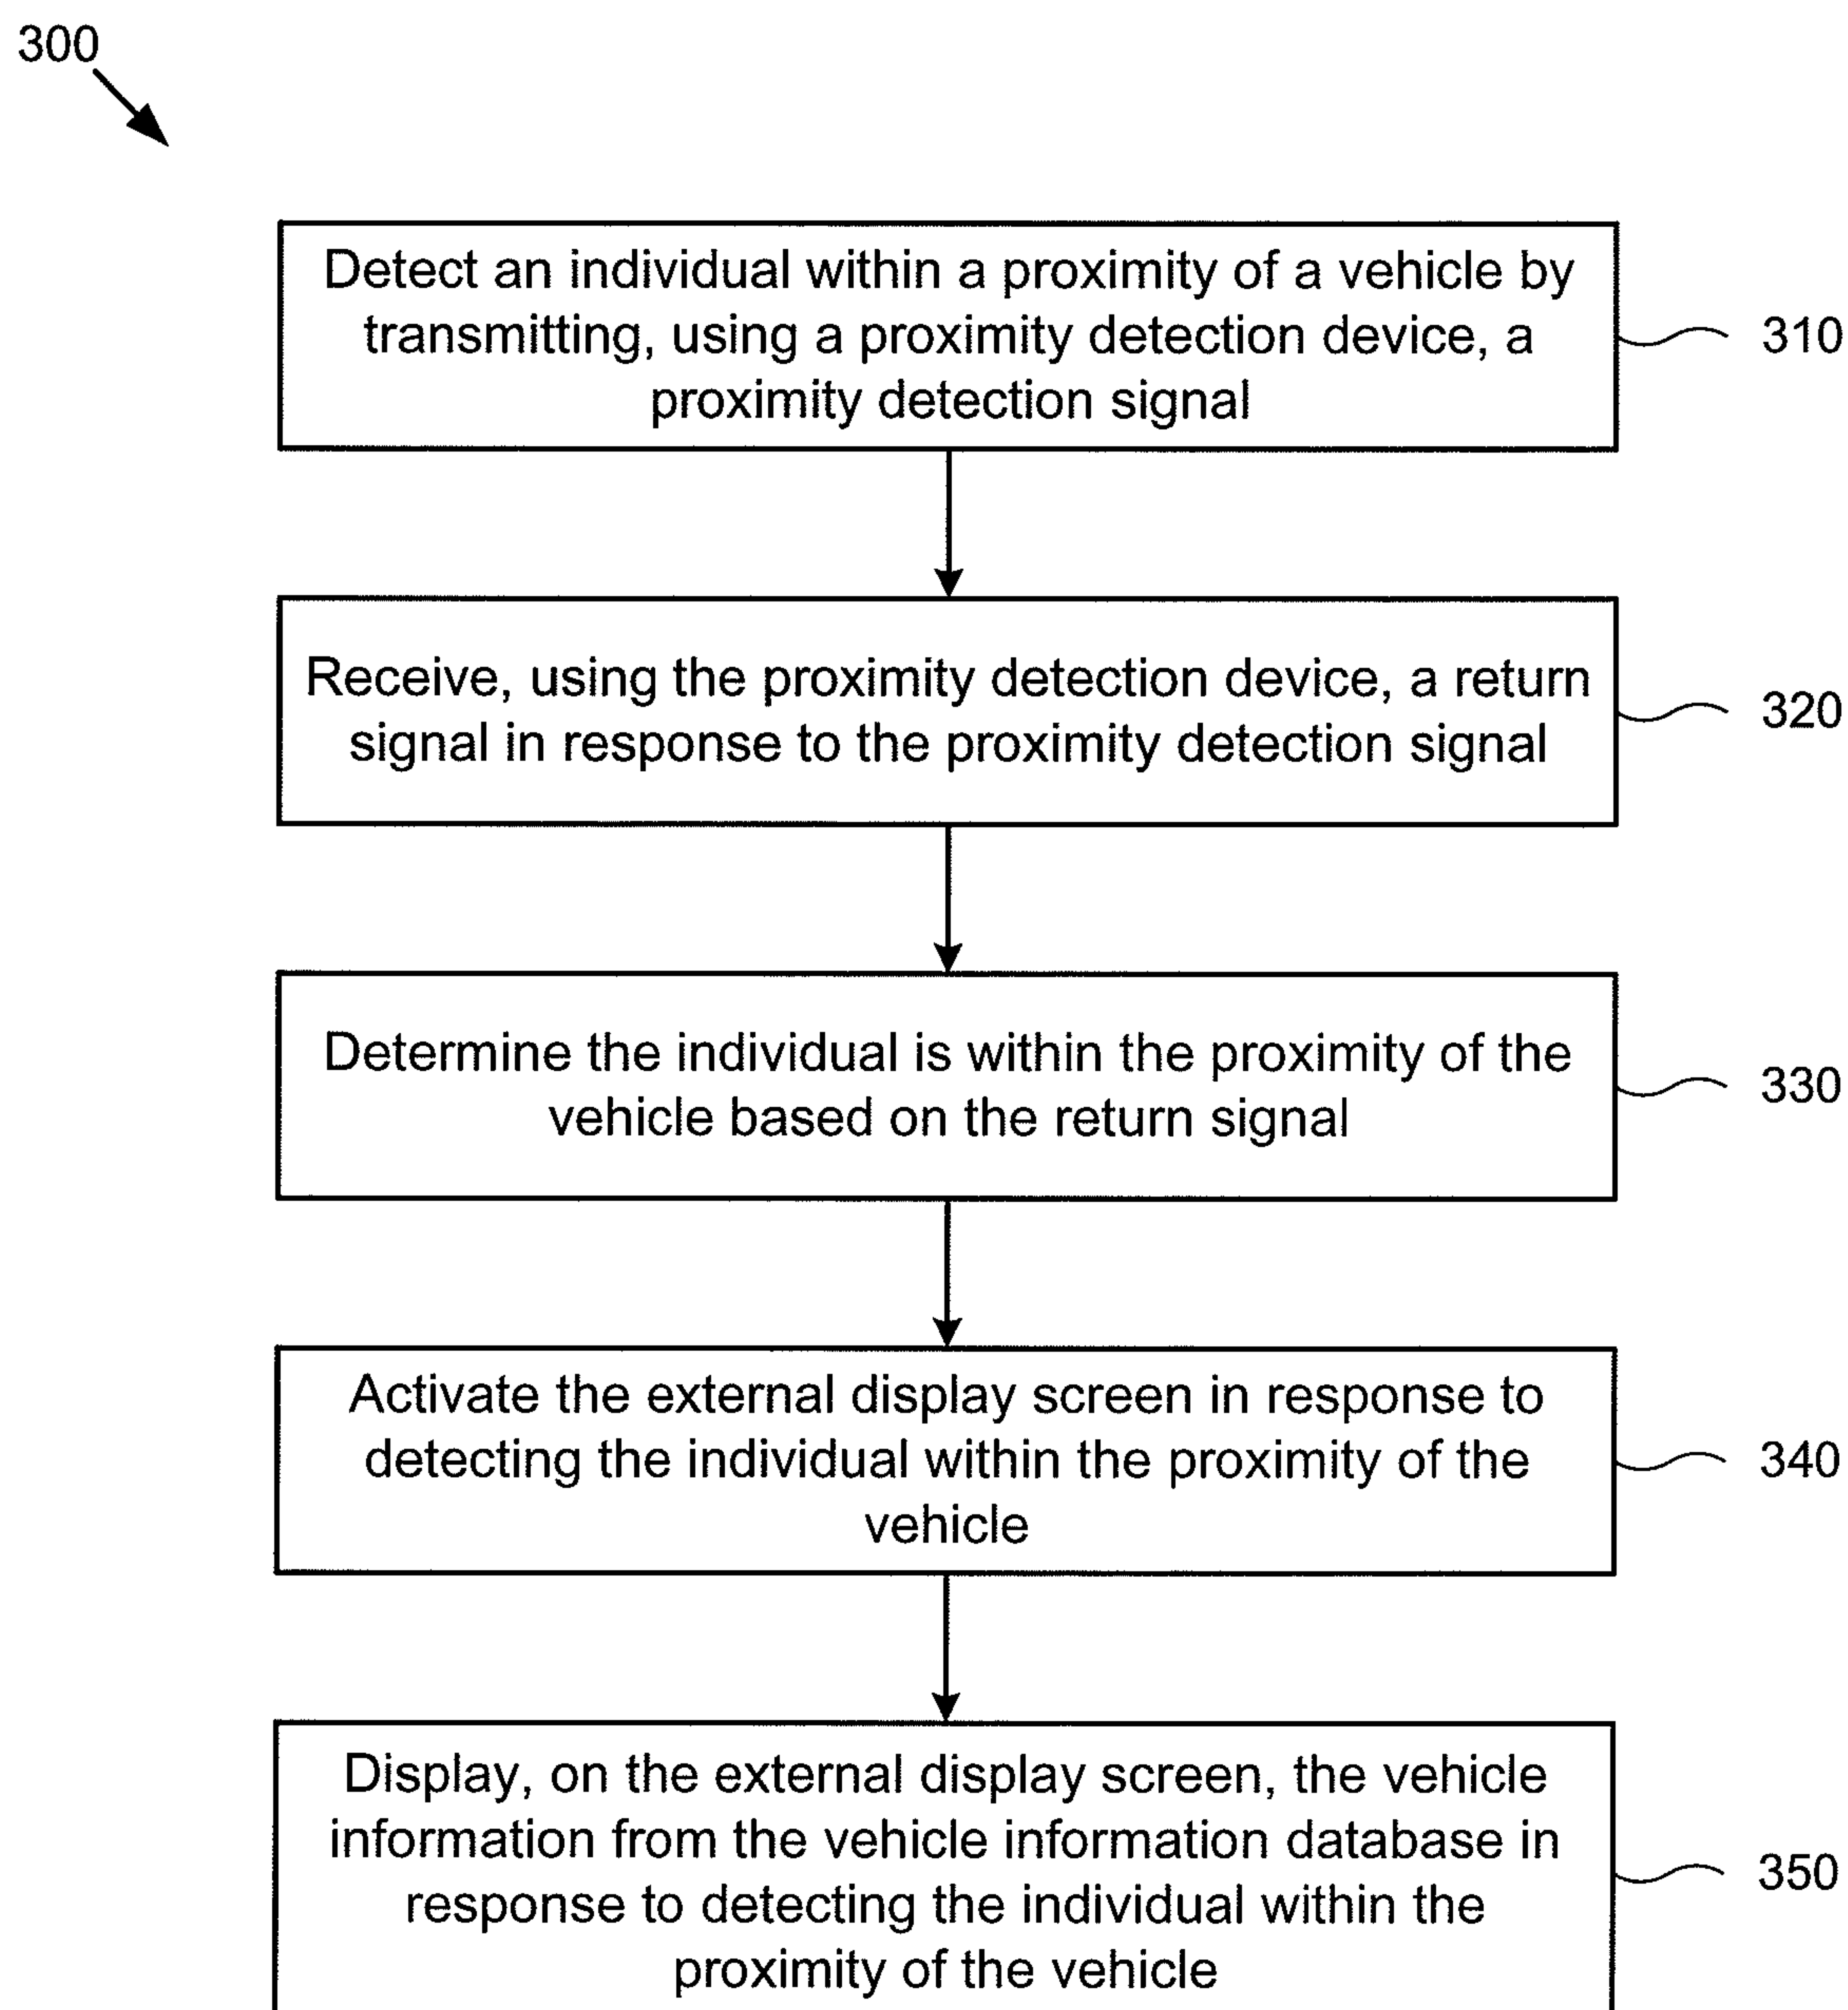 300
Detect an individual within a proximity of a vehicle by
transmitting, using a proximity detection device, a
proximity detection signal
310
Receive, using the proximity detection device, a return
signal in response to the proximity detection signal
320
Determine the individual is within the proximity of the
vehicle based on the return signal
330
Activate the external display screen in response to
detecting the individual within the proximity of the
vehicle
340
Display, on the external display screen, the vehicle
information from the vehicle information database in
response to detecting the individual within the
proximity of the vehicle
350